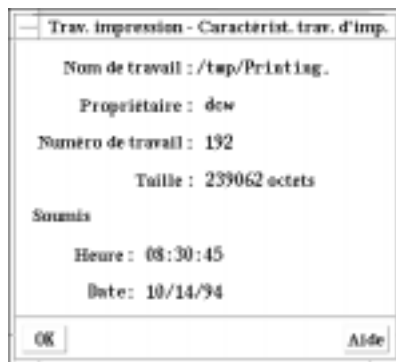 Trav. impression - Caractérist. trav. d'imp.
Nom de travail : /tmp/Printing.
Propriétaire : dcw
Numéro de travail : 192
Taille : 239062 octets
Soumis
Heure : 08:30:45
Date: 10/14/94
OK Aide